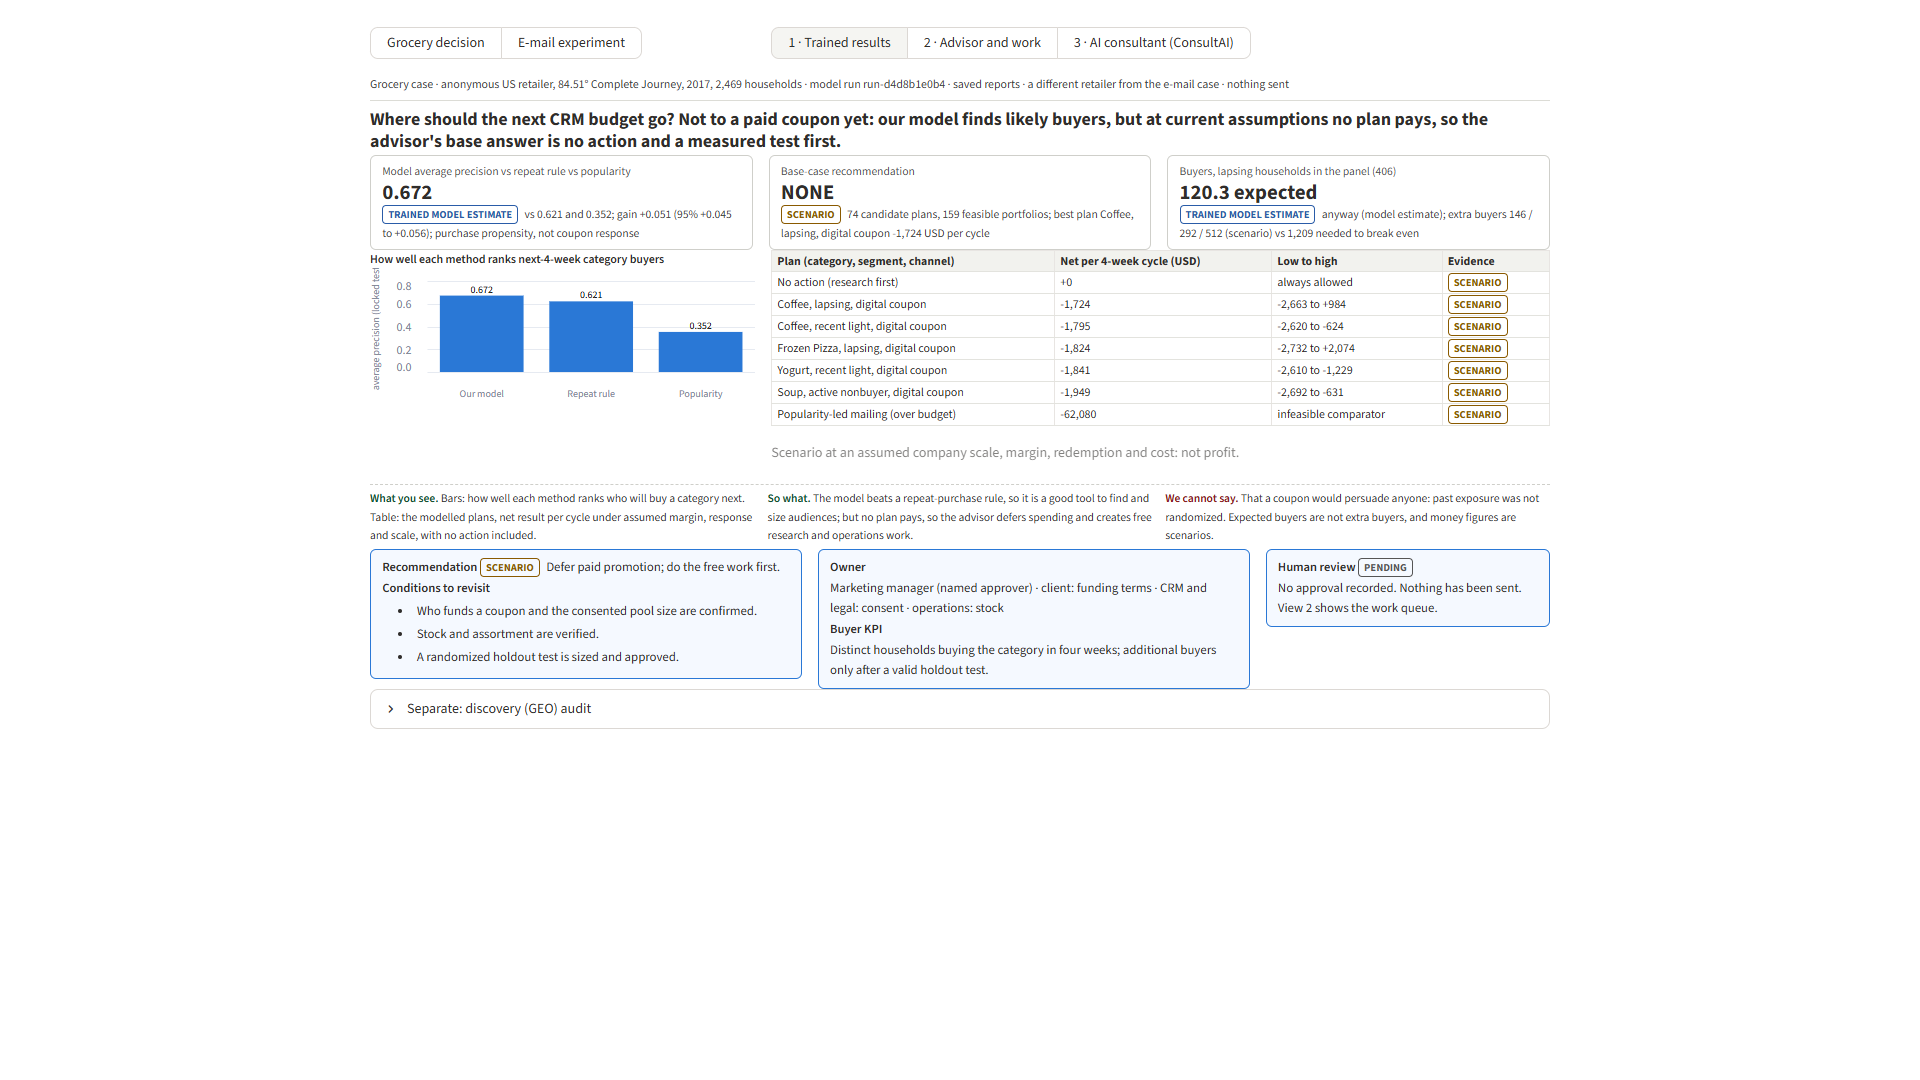 Grocery decision
E-mail experiment
1 · Trained results
2 · Advisor and work
3 · AI consultant (ConsultAI)
Grocery case · anonymous US retailer, 84.51° Complete Journey, 2017, 2,469 households · model run run-d4d8b1e0b4 · saved reports · a different retailer from the e-mail case · nothing sent
Where should the next CRM budget go? Not to a paid coupon yet: our model finds likely buyers, but at current assumptions no plan pays, so the
advisor's base answer is no action and a measured test first.
Model average precision vs repeat rule vs popularity
0.672
TRAINED MODEL ESTIMATE vs 0.621 and 0.352; gain +0.051 (95% +0.045
to +0.056); purchase propensity, not coupon response
Base-case recommendation
NONE
SCENARIO 74 candidate plans, 159 feasible portfolios; best plan Coffee,
lapsing, digital coupon -1,724 USD per cycle
Buyers, lapsing households in the panel (406)
120.3 expected
TRAINED MODEL ESTIMATE anyway (model estimate); extra buyers 146 /
292 / 512 (scenario) vs 1,209 needed to break even
How well each method ranks next-4-week category buyers
average precision (locked test
0.8
0.6
0.4
0.2
0.0
0.672
0.621
0.352
Our model
Repeat rule
Popularity
Plan (category, segment, channel) Net per 4-week cycle (USD) Low to high Evidence
No action (research first) +0 always allowed SCENARIO
Coffee, lapsing, digital coupon -1,724 -2,663 to +984 SCENARIO
Coffee, recent light, digital coupon -1,795 -2,620 to -624 SCENARIO
Frozen Pizza, lapsing, digital coupon -1,824 -2,732 to +2,074 SCENARIO
Yogurt, recent light, digital coupon -1,841 -2,610 to -1,229 SCENARIO
Soup, active nonbuyer, digital coupon -1,949 -2,692 to -631 SCENARIO
Popularity-led mailing (over budget) -62,080 infeasible comparator SCENARIO
Scenario at an assumed company scale, margin, redemption and cost: not profit.
What you see. Bars: how well each method ranks who will buy a category next.
Table: the modelled plans, net result per cycle under assumed margin, response
and scale, with no action included.
So what. The model beats a repeat-purchase rule, so it is a good tool to find and
size audiences; but no plan pays, so the advisor defers spending and creates free
research and operations work.
We cannot say. That a coupon would persuade anyone: past exposure was not
randomized. Expected buyers are not extra buyers, and money figures are
scenarios.
Recommendation SCENARIO Defer paid promotion; do the free work first.
Conditions to revisit
• Who funds a coupon and the consented pool size are confirmed.
• Stock and assortment are verified.
• A randomized holdout test is sized and approved.
Owner
Marketing manager (named approver) · client: funding terms · CRM and
legal: consent · operations: stock
Buyer KPI
Distinct households buying the category in four weeks; additional buyers
only after a valid holdout test.
Human review PENDING
No approval recorded. Nothing has been sent.
View 2 shows the work queue.
Separate: discovery (GEO) audit